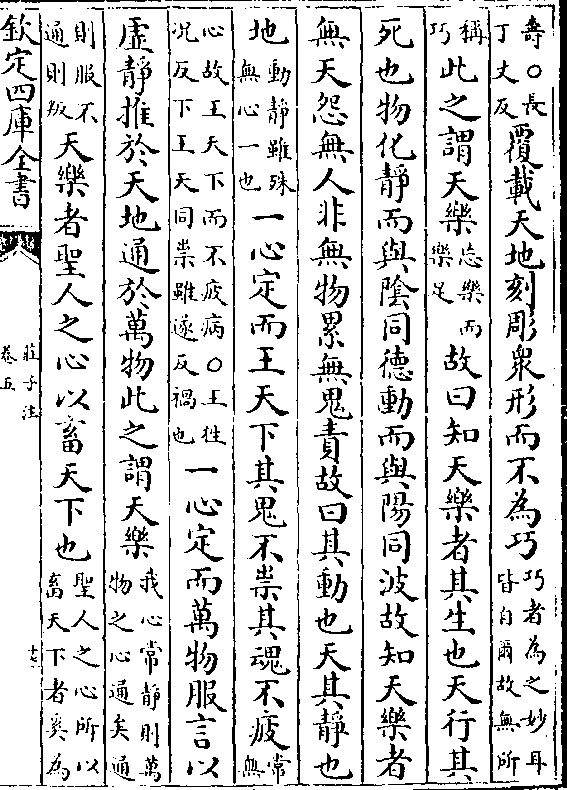 壽○長丁丈反覆載天地刻彫衆形而不為巧巧者為之妙耳皆自爾故無所
稱巧此之謂天樂忘樂而樂足故曰知天樂者其生也天行其
死也物化靜而與陰同德動而與陽同波故知天樂者
無天怨無人非無物累無鬼責故曰其動也天其靜也
地動靜雖殊無心一也一心定而王天下其鬼不祟其魂不疲常無
心故王天下而不疲病○王往況反下王天同祟雖遂反禍也一心定而萬物服言以
虛靜推於天地通於萬物此之謂天樂我心常靜則萬物之心通矣通
則服不通則叛天樂者聖人之心以畜天下也聖人之心所以畜天下者奚為
欽定四庫全書
莊子注
卷五